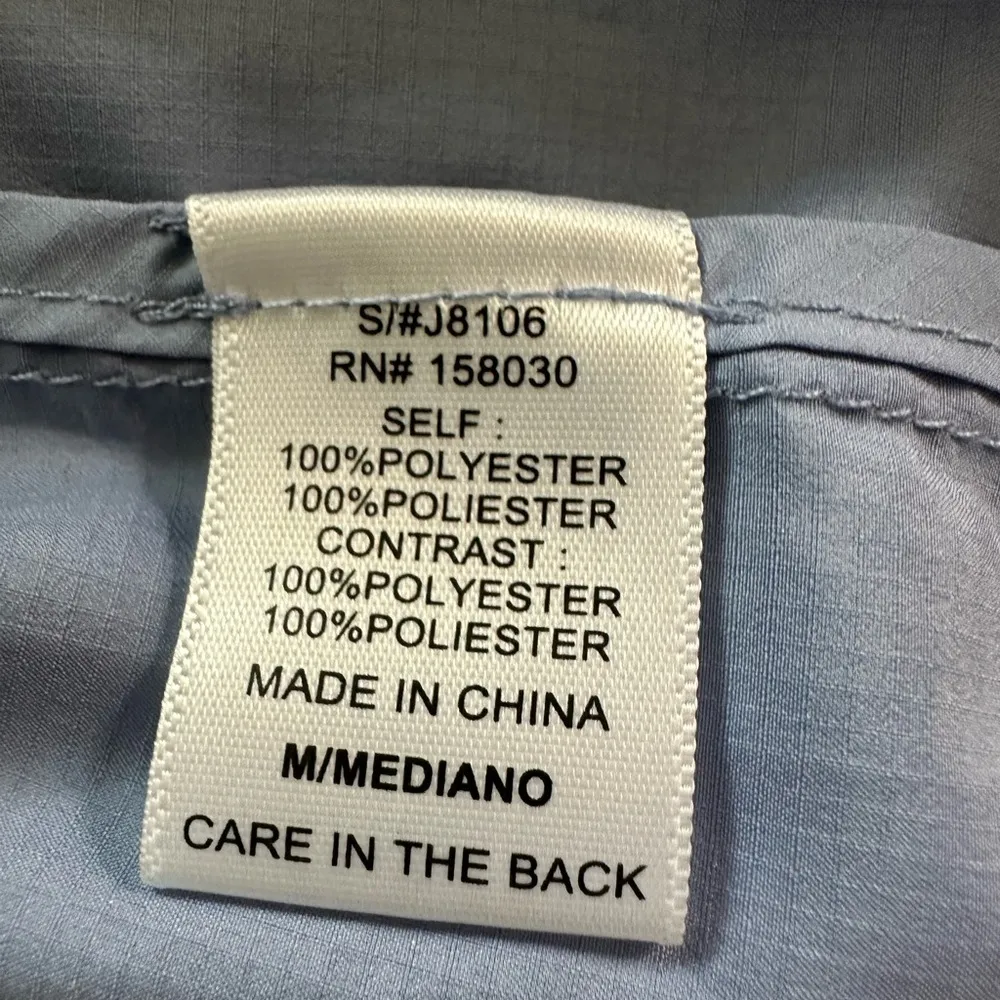 S/#J8106
RN# 158030
SELF :
100%POLYESTER
100%POLIESTER
CONTRAST :
100%POLYESTER
100%POLIESTER
MADE IN CHINA
M/MEDIANO
CARE IN THE BACK